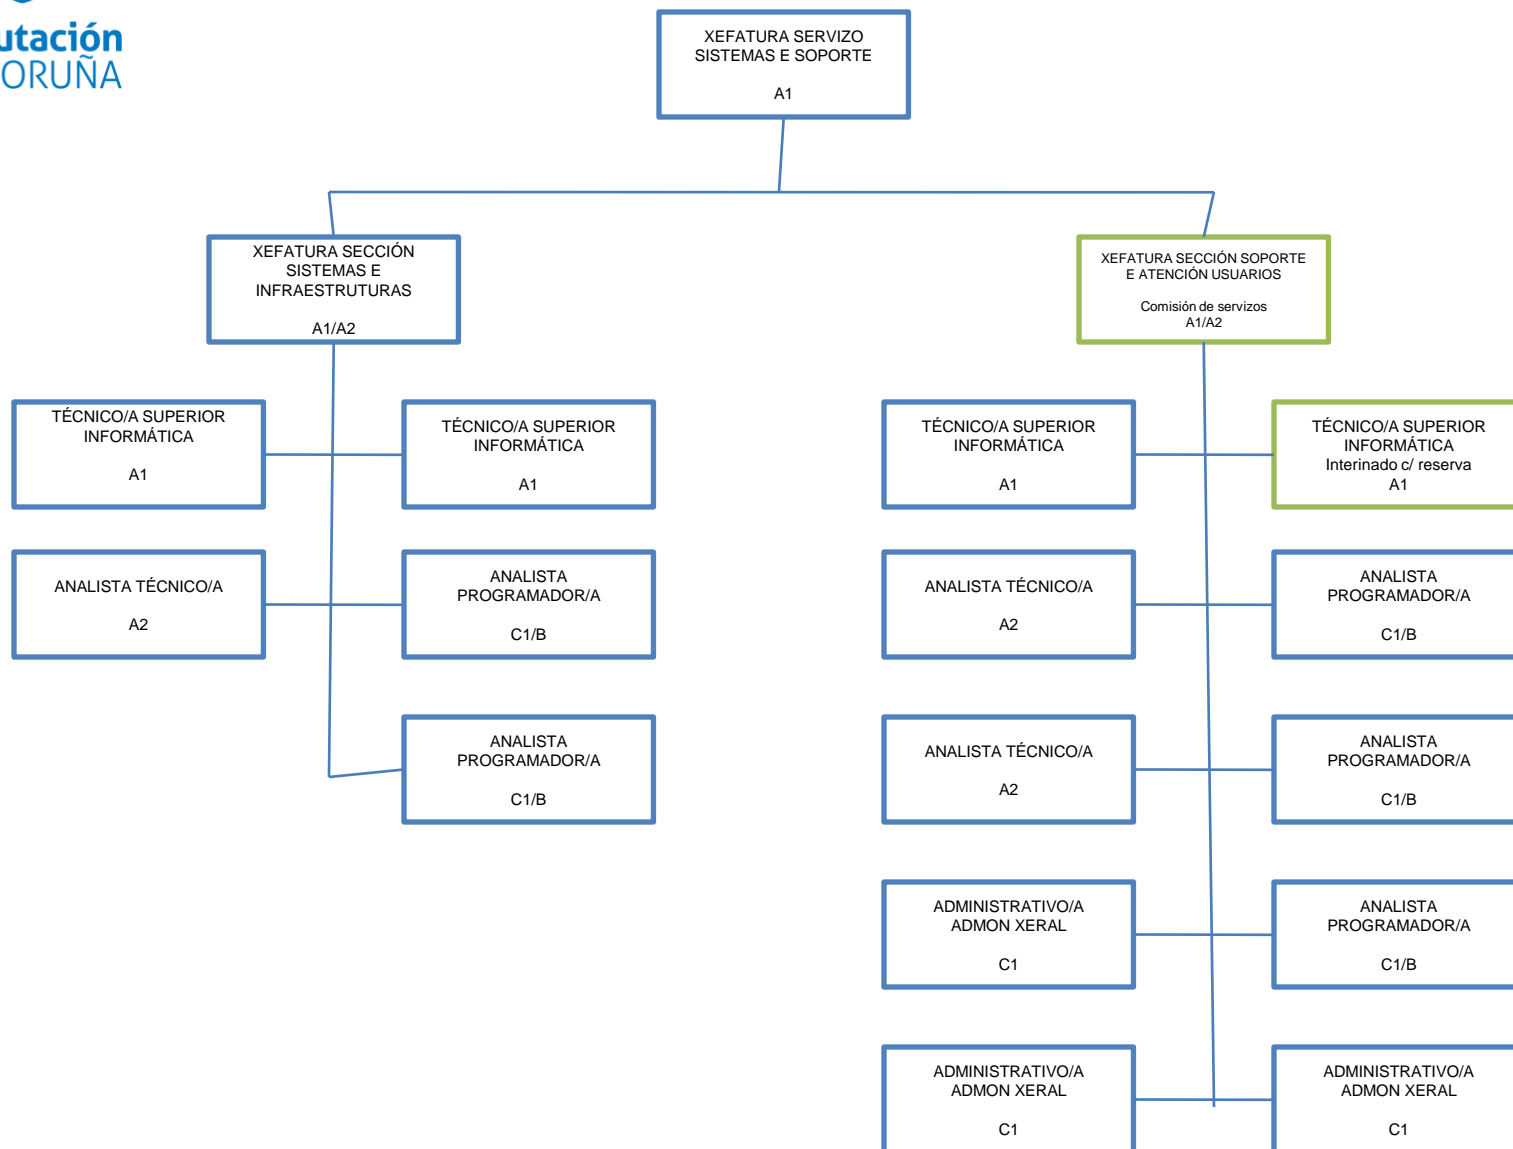 utación
ORUÑA
XEFATURA SERVIZO
SISTEMAS E SOPORTE
A1
XEFATURA SECCIÓN
SISTEMAS E
INFRAESTRUTURAS
A1/A2
XEFATURA SECCIÓN SOPORTE
E ATENCIÓN USUARIOS
Comisión de servizos
A1/A2
TÉCNICO/A SUPERIOR
INFORMÁTICA
A1
TÉCNICO/A SUPERIOR
INFORMÁTICA
A1
TÉCNICO/A SUPERIOR
INFORMÁTICA
A1
TÉCNICO/A SUPERIOR
INFORMÁTICA
Interinado c/ reserva
A1
ANALISTA TÉCNICO/A
A2
ANALISTA
PROGRAMADOR/A
C1/B
ANALISTA TÉCNICO/A
A2
ANALISTA
PROGRAMADOR/A
C1/B
ANALISTA
PROGRAMADOR/A
C1/B
ANALISTA TÉCNICO/A
A2
ANALISTA
PROGRAMADOR/A
C1/B
ADMINISTRATIVO/A
ADMON XERAL
C1
ANALISTA
PROGRAMADOR/A
C1/B
ADMINISTRATIVO/A
ADMON XERAL
C1
ADMINISTRATIVO/A
ADMON XERAL
C1